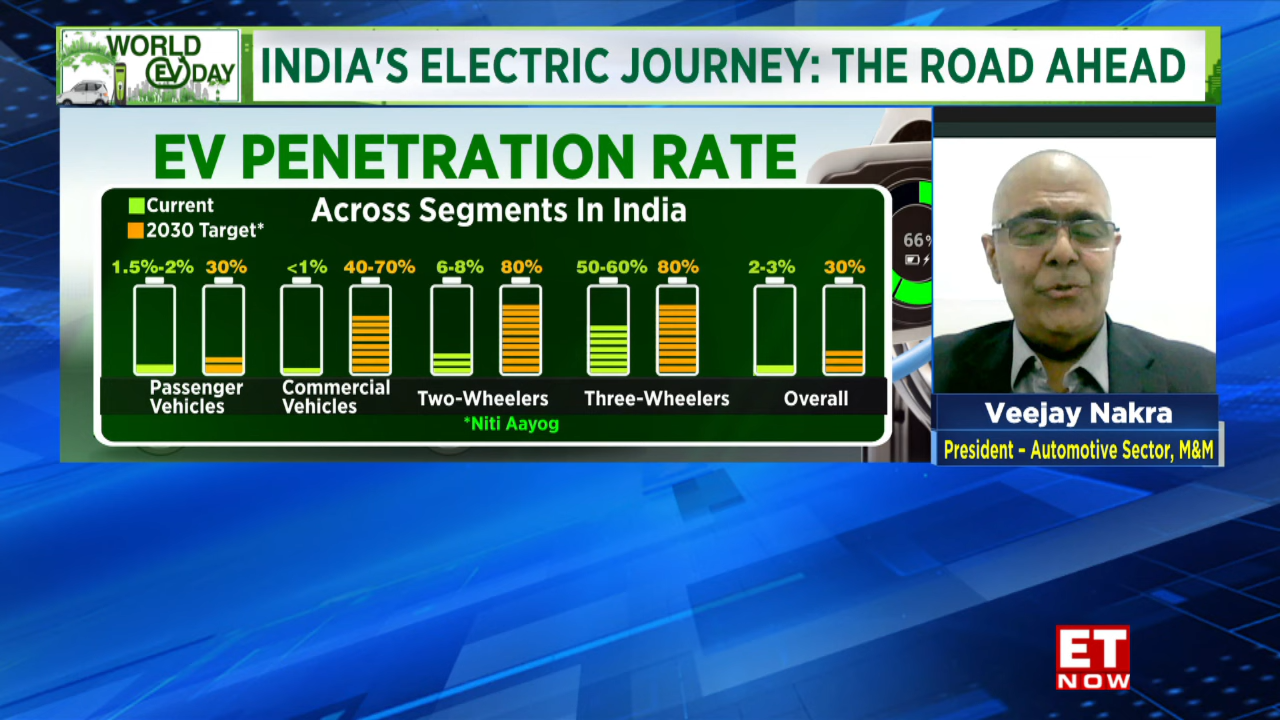 WORLD
EV DAY
INDIA'S ELECTRIC JOURNEY: THE ROAD AHEAD
EV PENETRATION RATE
Across Segments In India
Current
2030 Target*
1.5%-2% 30% <1% 40-70% 6-8% 80% 50-60% 80% 2-3% 30%
Passenger
Vehicles
Commercial
Vehicles
Two-Wheelers
Three-Wheelers
Overall
*Niti Aayog
66%
Veejay Nakra
President – Automotive Sector, M&M
ET
NOW